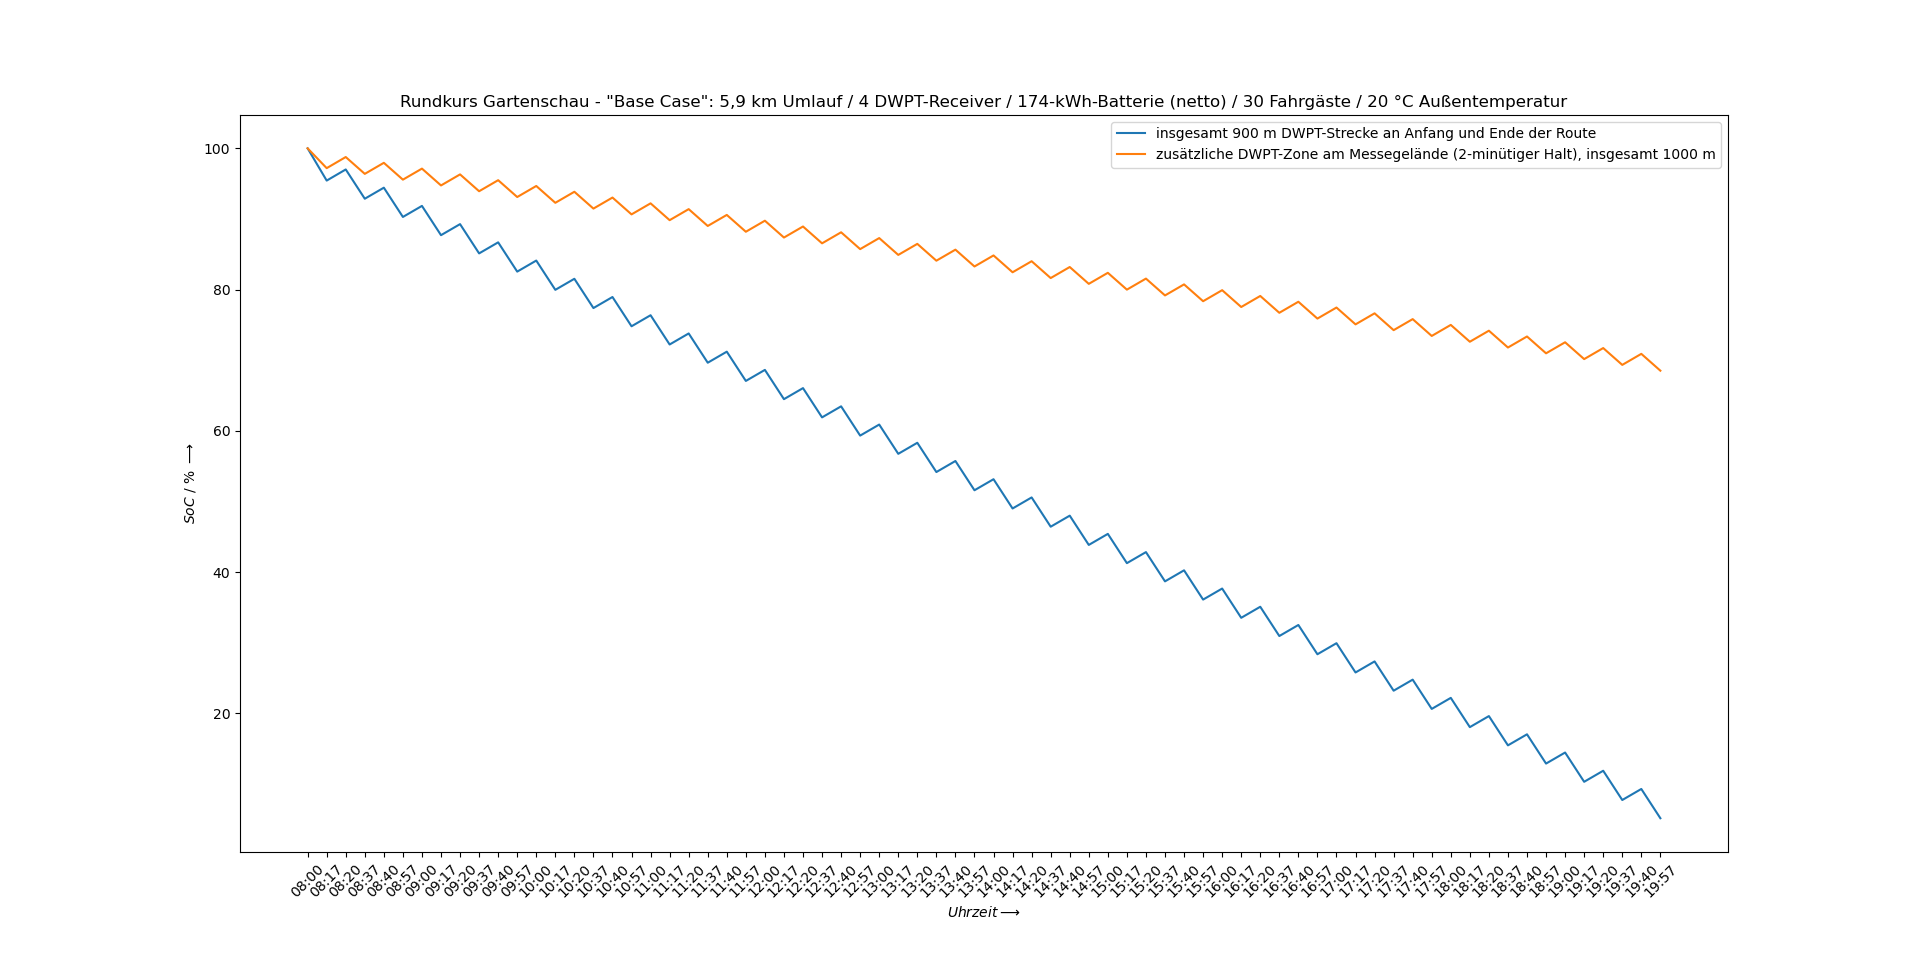 Rundkurs Gartenschau - "Base Case": 5,9 km Umlauf / 4 DWPT-Receiver / 174-kWh-Batterie (netto) / 30 Fahrgäste / 20 °C Außentemperatur
insgesamt 900 m DWPT-Strecke an Anfang und Ende der Route
zusätzliche DWPT-Zone am Messegelände (2-minütiger Halt), insgesamt 1000 m
100
80
60
40
20
SoC / % ⟶
08:00 08:17 08:20 08:37 08:40 08:57 09:00 09:17 09:20 09:37 09:40 09:57 10:00 10:17 10:20 10:37 10:40 10:57 11:00 11:17 11:20 11:37 11:40 11:57 12:00 12:17 12:20 12:37 12:40 12:57 13:00 13:17 13:20 13:37 13:40 13:57 14:00 14:17 14:20 14:37 14:40 14:57 15:00 15:17 15:20 15:37 15:40 15:57 16:00 16:17 16:20 16:37 16:40 16:57 17:00 17:17 17:20 17:37 17:40 17:57 18:00 18:17 18:20 18:37 18:40 18:57 19:00 19:17 19:20 19:37 19:40 19:57
Uhrzeit ⟶